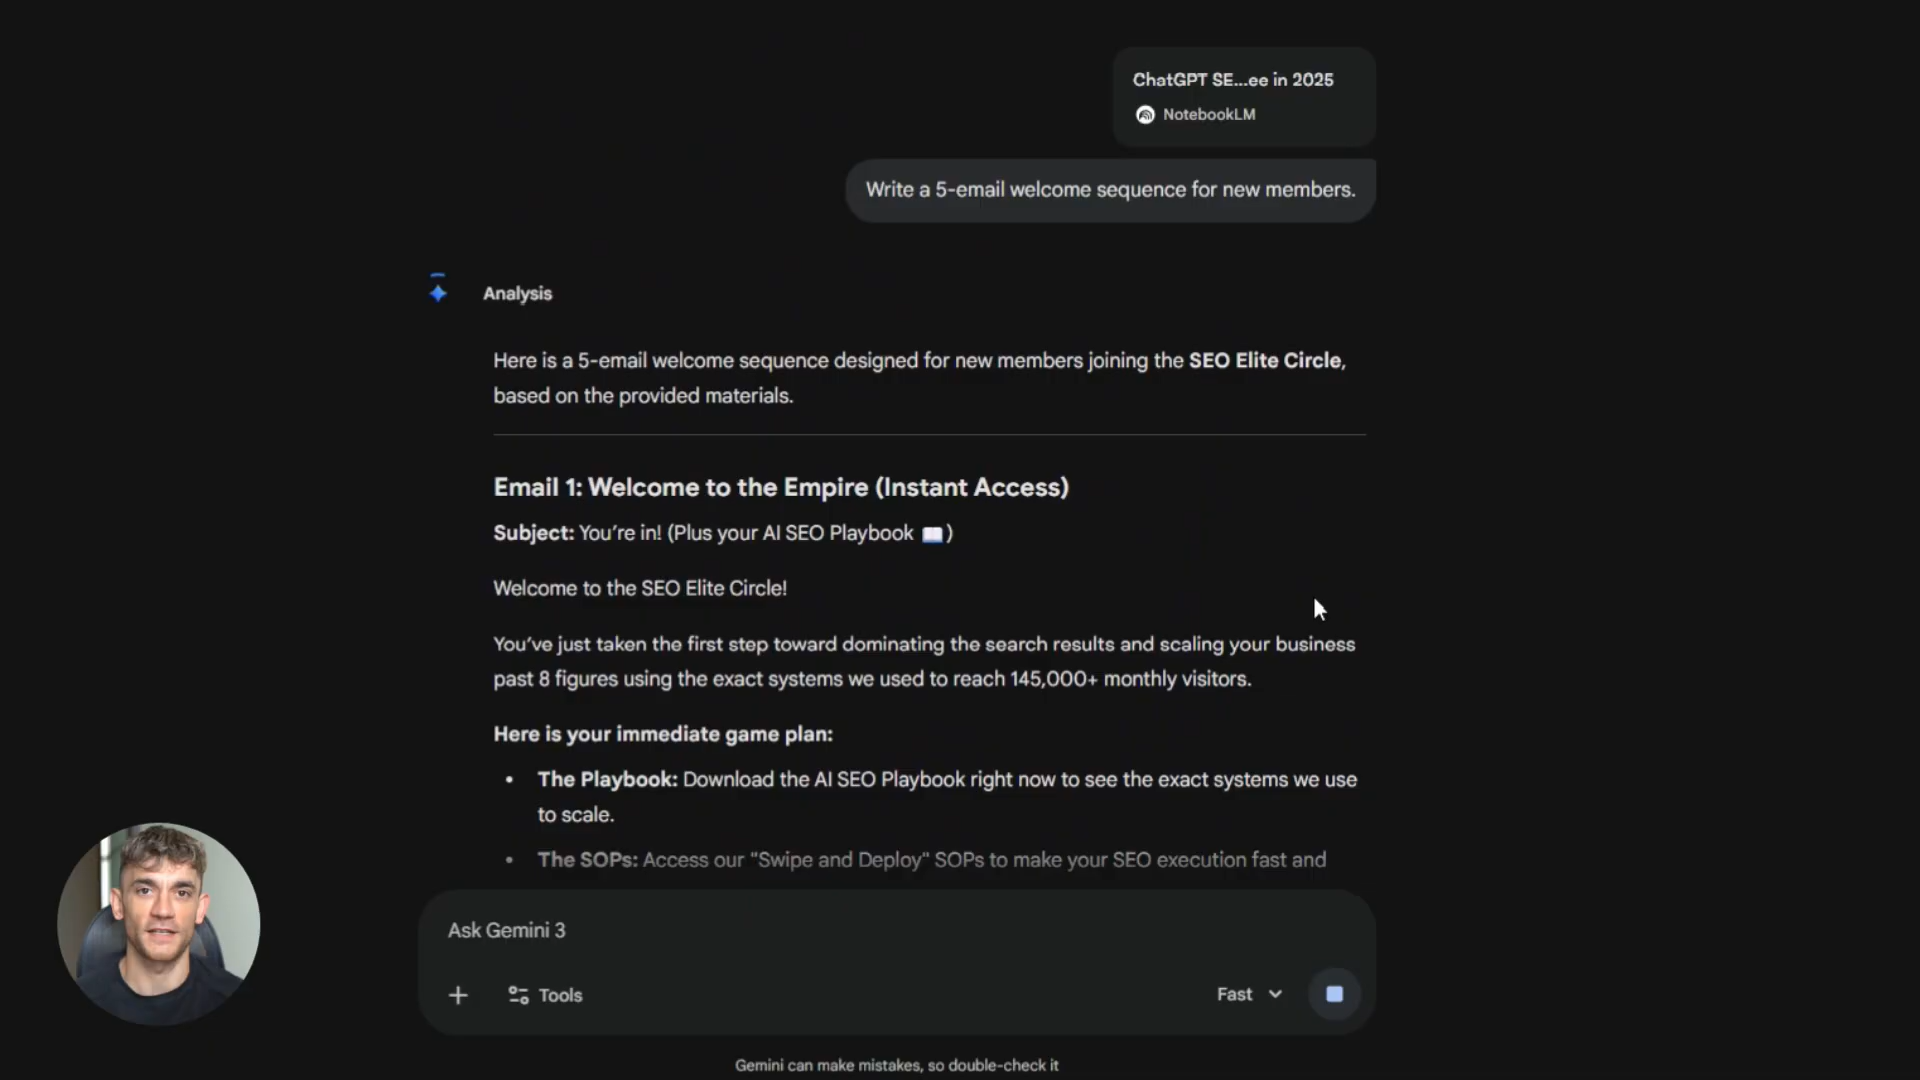 ChatGPT SE...ee in 2025
NotebookLM
Write a 5-email welcome sequence for new members.
Analysis
Here is a 5-email welcome sequence designed for new members joining the SEO Elite Circle,
based on the provided materials.
Email 1: Welcome to the Empire (Instant Access)
Subject: You're in! (Plus your AI SEO Playbook 📖)
Welcome to the SEO Elite Circle!
You've just taken the first step toward dominating the search results and scaling your business
past 8 figures using the exact systems we used to reach 145,000+ monthly visitors.
Here is your immediate game plan:
• The Playbook: Download the AI SEO Playbook right now to see the exact systems we use
to scale.
• The SOPs: Access our "Swipe and Deploy" SOPs to make your SEO execution fast and
Ask Gemini 3
Tools
Fast
Gemini can make mistakes, so double-check it